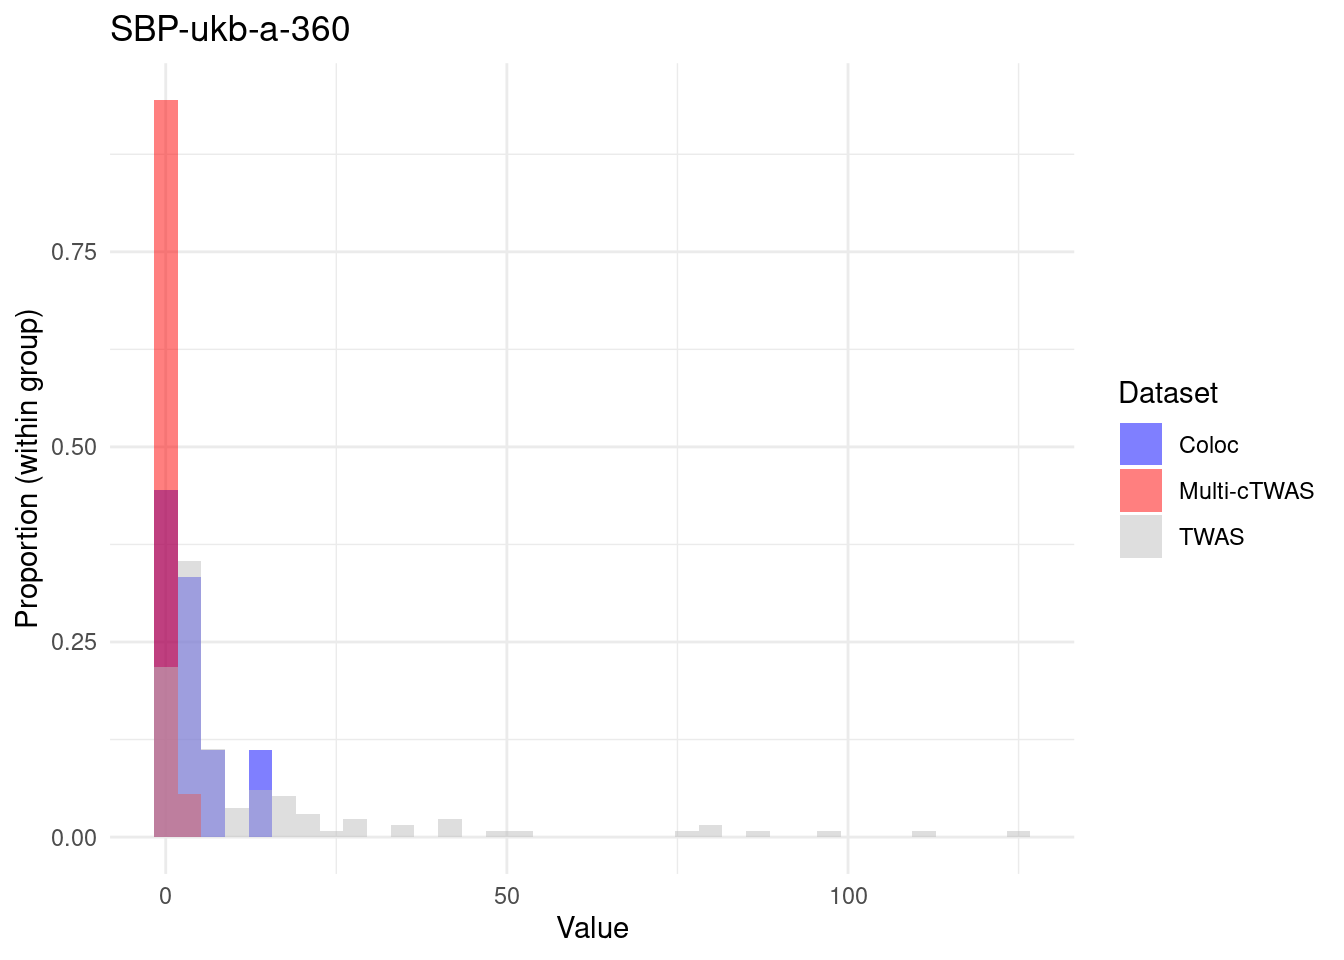 SBP-ukb-a-360
Proportion (within group)
0.75
0.50
0.25
0.00
0
50
100
Value
Dataset
Coloc
Multi-cTWAS
TWAS